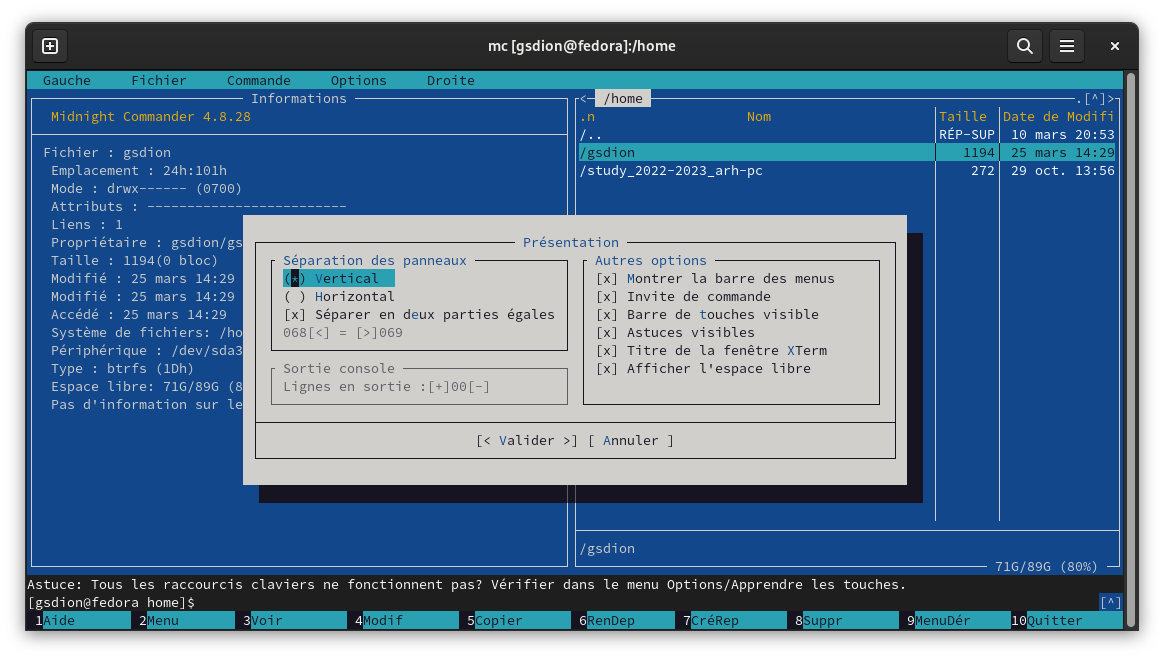 mc [gsdion@fedora]:/home
Gauche Fichier Commande Options Droite
Informations
Midnight Commander 4.8.28
Fichier : gsdion
Emplacement : 24h:101h
Mode : drwx------ (0700)
Attributs : -------------------------
Liens : 1
Propriétaire : gsdion/gs
Taille : 1194(0 bloc)
Modifié : 25 mars 14:29
Modifié : 25 mars 14:29
Accédé : 25 mars 14:29
Système de fichiers: /ho
Périphérique : /dev/sda3
Type : btrfs (1Dh)
Espace libre: 71G/89G (8
Pas d'information sur le
<─ /home .[^]>
.n Nom Taille Date de Modifi
/.. RÉP-SUP 10 mars 20:53
/gsdion 1194 25 mars 14:29
/study_2022-2023_arh-pc 272 29 oct. 13:56
Présentation
Séparation des panneaux
(*) Vertical
( ) Horizontal
[x] Séparer en deux parties égales
068[<] = [>]069
Sortie console
Lignes en sortie :[+]00[-]
Autres options
[x] Montrer la barre des menus
[x] Invite de commande
[x] Barre de touches visible
[x] Astuces visibles
[x] Titre de la fenêtre XTerm
[x] Afficher l'espace libre
[< Valider >] [ Annuler ]
/gsdion
71G/89G (80%)
Astuce: Tous les raccourcis claviers ne fonctionnent pas? Vérifier dans le menu Options/Apprendre les touches.
[gsdion@fedora home]$ [^]
1Aide 2Menu 3Voir 4Modif 5Copier 6RenDep 7CréRep 8Suppr 9MenuDér 10Quitter